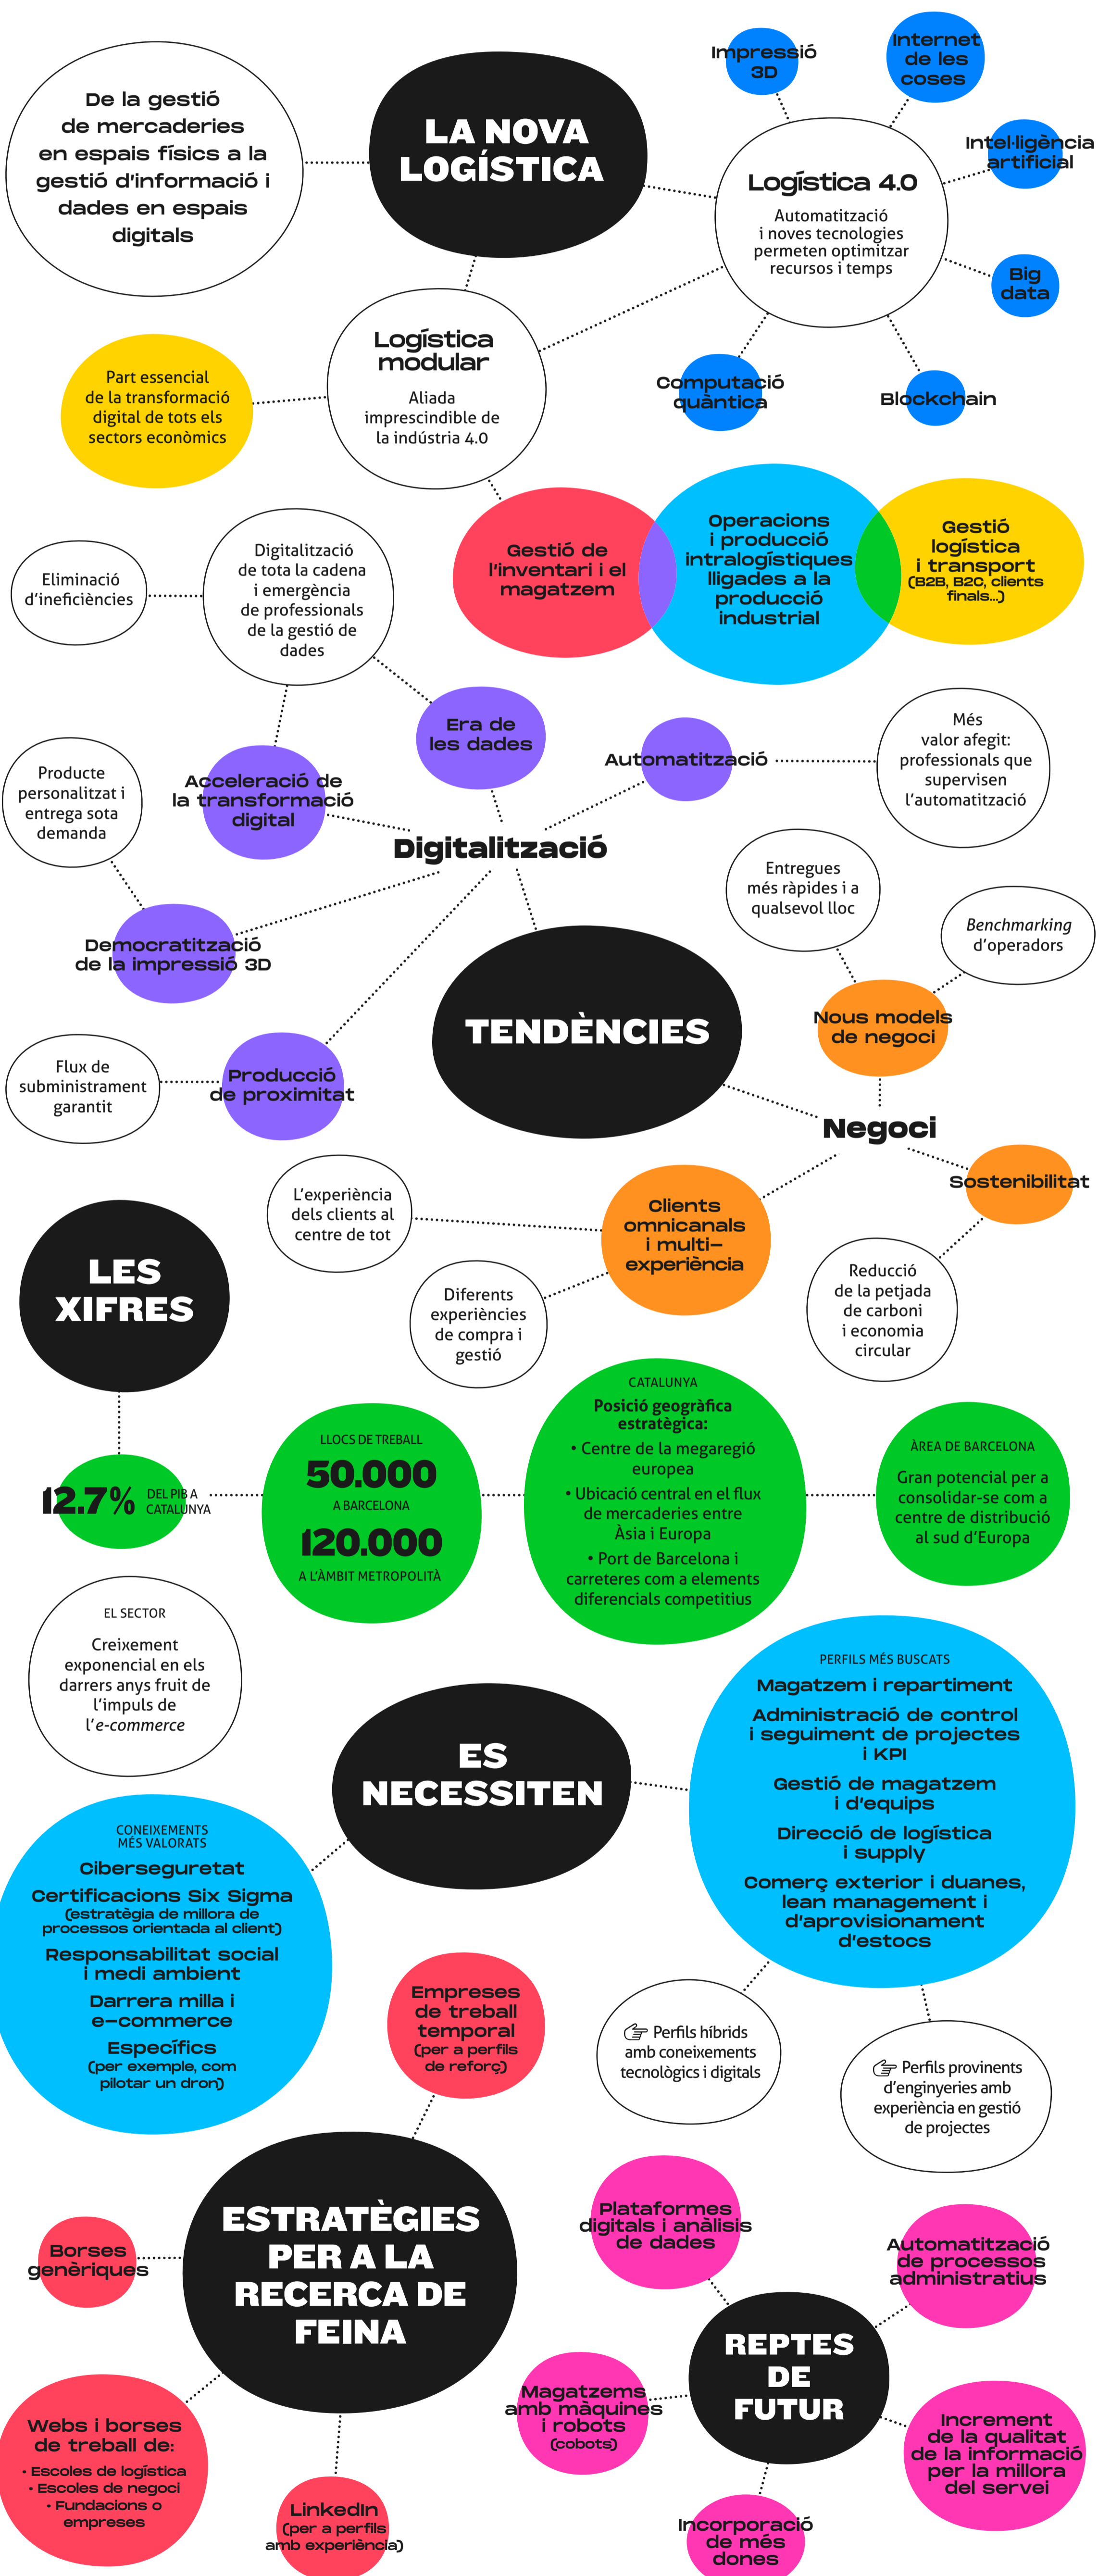 De la gestió
de mercaderies
en espais físics a la
gestió d'informació i
dades en espais
digitals
LA NOVA
LOGÍSTICA
Impressió
3D
Internet
de les
coses
Intel·ligència
artificial
Logística 4.0
Automatització
i noves tecnologies
permeten optimitzar
recursos i temps
Big
data
Computació
quàntica
Blockchain
Logística
modular
Aliada
imprescindible de
la indústria 4.0
Part essencial
de la transformació
digital de tots els
sectors econòmics
Gestió de
l'inventari i el
magatzem
Operacions
i producció
intralogístiques
lligades a la
producció
industrial
Gestió
logística
i transport
(B2B, B2C, clients
finals...)
Eliminació
d'ineficiències
Digitalització
de tota la cadena
i emergència
de professionals
de la gestió de
dades
Era de
les dades
Automatització
Més
valor afegit:
professionals que
supervisen
l'automatització
Producte
personalitzat i
entrega sota
demanda
Acceleració de
la transformació
digital
Digitalització
Democratització
de la impressió 3D
Flux de
subministrament
garantit
Producció
de proximitat
TENDÈNCIES
Entregues
més ràpides i a
qualsevol lloc
Benchmarking
d'operadors
Nous models
de negoci
Negoci
Sostenibilitat
Reducció
de la petjada
de carboni
i economia
circular
Clients
omnicanals
i multi-
experiència
L'experiència
dels clients al
centre de tot
Diferents
experiències
de compra i
gestió
LES
XIFRES
12.7% DEL PIB A
CATALUNYA
LLOCS DE TREBALL
50.000
A BARCELONA
120.000
A L'ÀMBIT METROPOLITÀ
CATALUNYA
Posició geogràfica
estratègica:
• Centre de la megaregió
europea
• Ubicació central en el flux
de mercaderies entre
Àsia i Europa
• Port de Barcelona i
carreteres com a elements
diferencials competitius
ÀREA DE BARCELONA
Gran potencial per a
consolidar-se com a
centre de distribució
al sud d'Europa
EL SECTOR
Creixement
exponencial en els
darrers anys fruit de
l'impuls de
l'e-commerce
ES
NECESSITEN
PERFILS MÉS BUSCATS
Magatzem i repartiment
Administració de control
i seguiment de projectes
i KPI
Gestió de magatzem
i d'equips
Direcció de logística
i supply
Comerç exterior i duanes,
lean management i
d'aprovisionament
d'estocs
CONEIXEMENTS
MÉS VALORATS
Ciberseguretat
Certificacions Six Sigma
(estratègia de millora de
processos orientada al client)
Responsabilitat social
i medi ambient
Darrera milla i
e-commerce
Específics
(per exemple, com
pilotar un dron)
Perfils híbrids
amb coneixements
tecnològics i digitals
Perfils provinents
d'enginyeries amb
experiència en gestió
de projectes
Empreses
de treball
temporal
(per a perfils
de reforç)
ESTRATÈGIES
PER A LA
RECERCA DE
FEINA
Borses
genèriques
Webs i borses
de treball de:
• Escoles de logística
• Escoles de negoci
• Fundacions o
empreses
LinkedIn
(per a perfils
amb experiència)
Plataformes
digitals i anàlisis
de dades
Automatització
de processos
administratius
REPTES
DE
FUTUR
Magatzems
amb màquines
i robots
(cobots)
Increment
de la qualitat
de la informació
per la millora
del servei
Incorporació
de més
dones